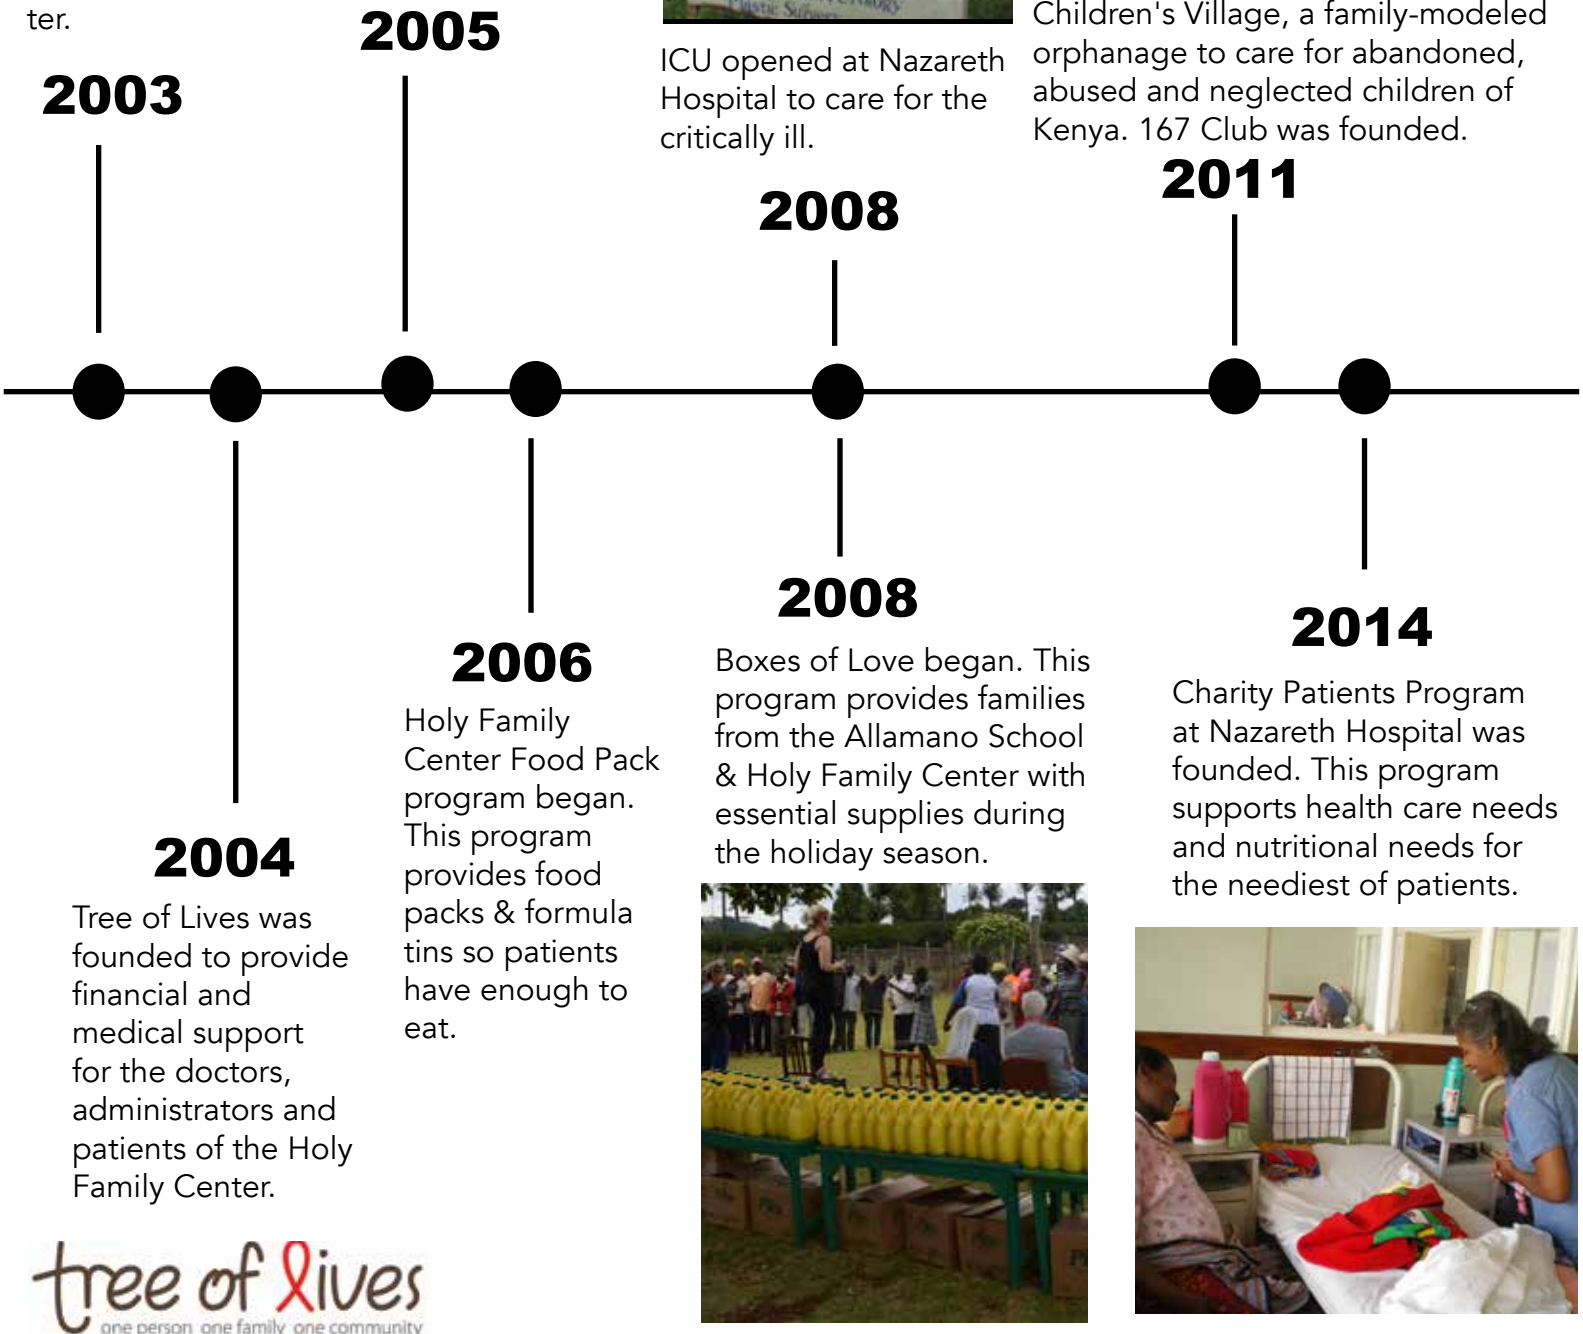 ter.
2003
2005
Plastic Surgery
ICU opened at Nazareth
Hospital to care for the
critically ill.
2008
Children's Village, a family-modeled
orphanage to care for abandoned,
abused and neglected children of
Kenya. 167 Club was founded.
2011
2004
Tree of Lives was
founded to provide
financial and
medical support
for the doctors,
administrators and
patients of the Holy
Family Center.
2006
Holy Family
Center Food Pack
program began.
This program
provides food
packs & formula
tins so patients
have enough to
eat.
2008
Boxes of Love began. This
program provides families
from the Allamano School
& Holy Family Center with
essential supplies during
the holiday season.
2014
Charity Patients Program
at Nazareth Hospital was
founded. This program
supports health care needs
and nutritional needs for
the neediest of patients.
tree of lives
one person one family one community